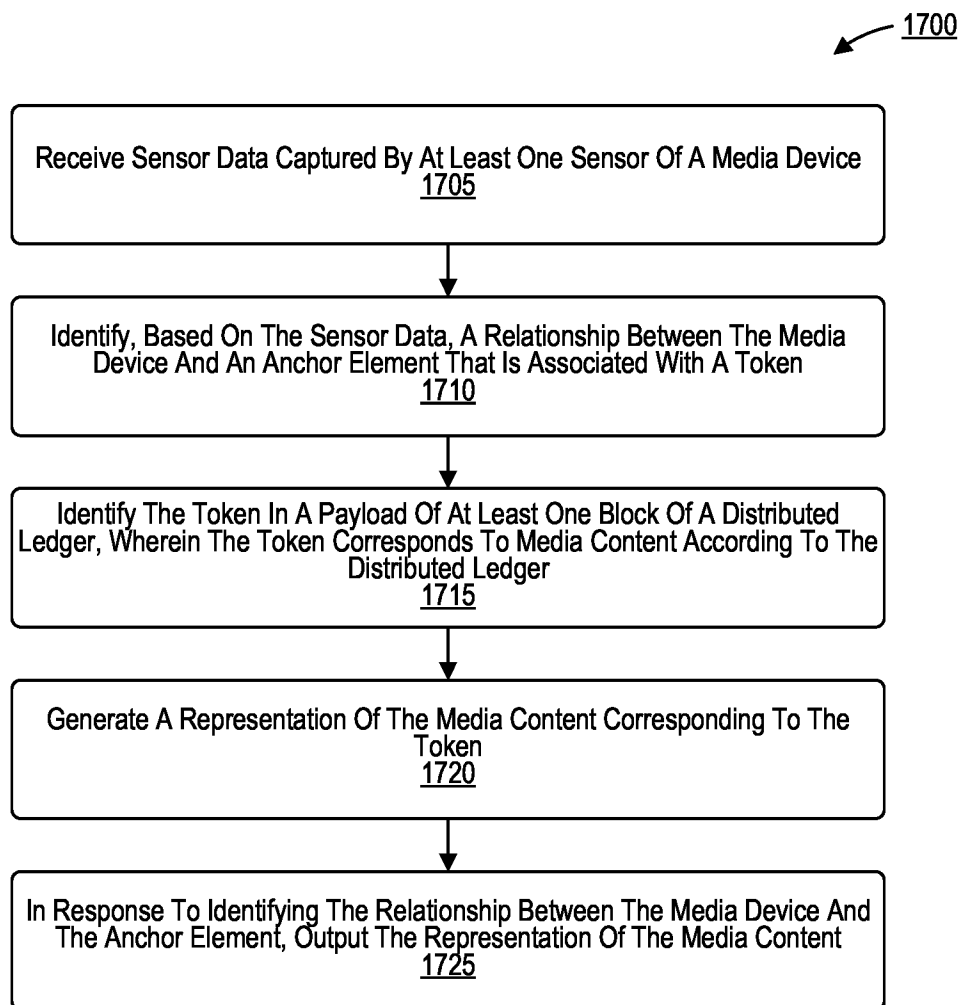 1700
Receive Sensor Data Captured By At Least One Sensor Of A Media Device
1705
Identify, Based On The Sensor Data, A Relationship Between The Media
Device And An Anchor Element That Is Associated With A Token
1710
Identify The Token In A Payload Of At Least One Block Of A Distributed
Ledger, Wherein The Token Corresponds To Media Content According To The
Distributed Ledger
1715
Generate A Representation Of The Media Content Corresponding To The
Token
1720
In Response To Identifying The Relationship Between The Media Device And
The Anchor Element, Output The Representation Of The Media Content
1725